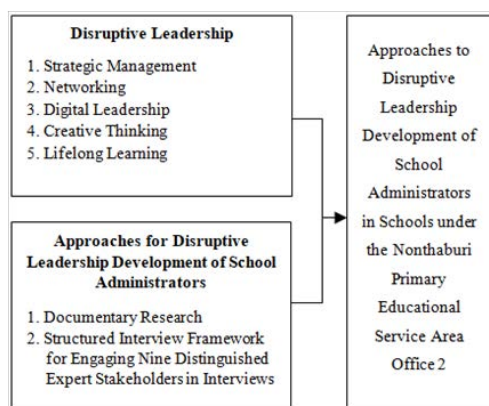 Disruptive Leadership
1. Strategic Management
2. Networking
3. Digital Leadership
4. Creative Thinking
5. Lifelong Learning
Approaches for Disruptive
Leadership Development of School
Administrators
1. Documentary Research
2. Structured Interview Framework
for Engaging Nine Distinguished
Expert Stakeholders in Interviews
Approaches to
Disruptive
Leadership
Development of
School
Administrators
in Schools under
the Nonthaburi
Primary
Educational
Service Area
Office 2